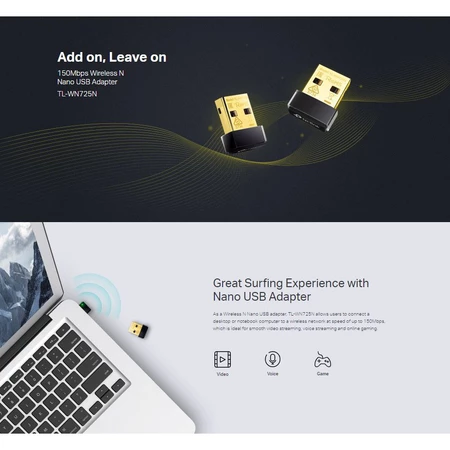 Add on, Leave on
150Mbps Wireless N
Nano USB Adapter
TL-WN725N
Great Surfing Experience with
Nano USB Adapter
As a Wireless N Nano USB adapter, TL-WN725N allows users to connect a
desktop or notebook computer to a wireless network at speed of up to 150Mbps,
which is ideal for smooth video streaming, voice streaming and online gaming.
Video Voice Game